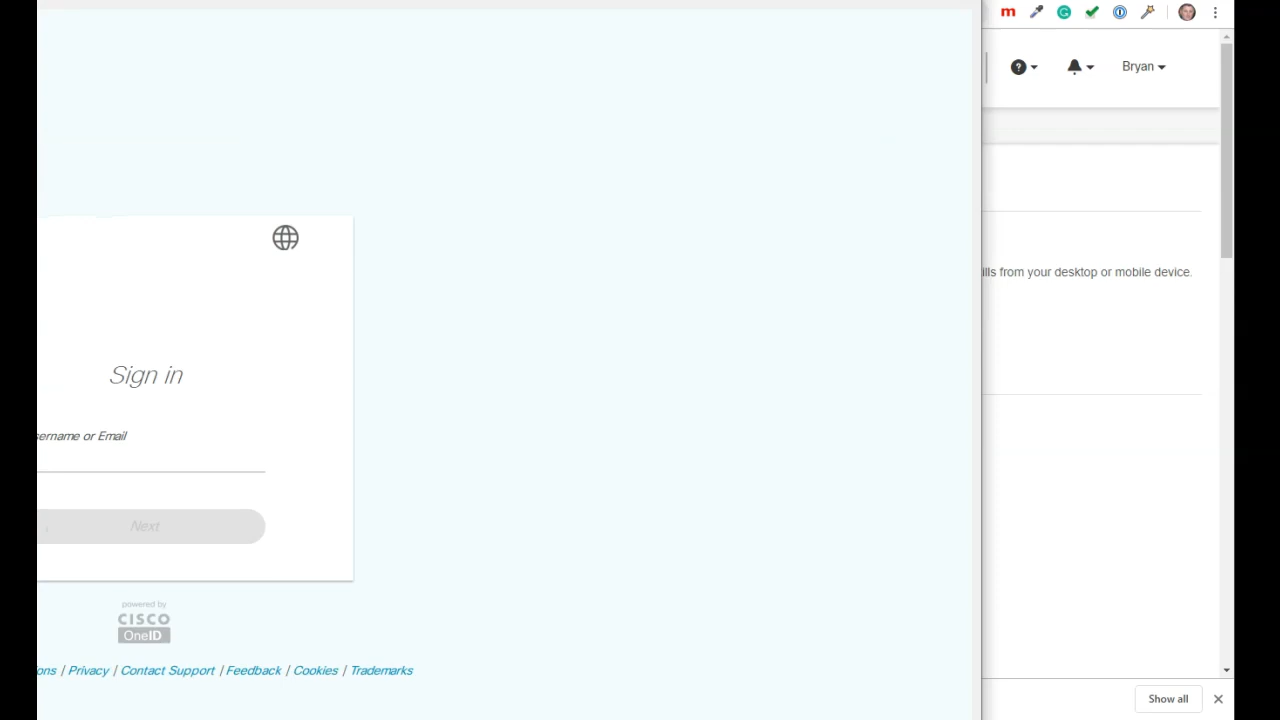 Bryan
ills from your desktop or mobile device.
Sign in
sername or Email
Next
powered by
CISCO
OneID
ons / Privacy / Contact Support / Feedback / Cookies / Trademarks
Show all